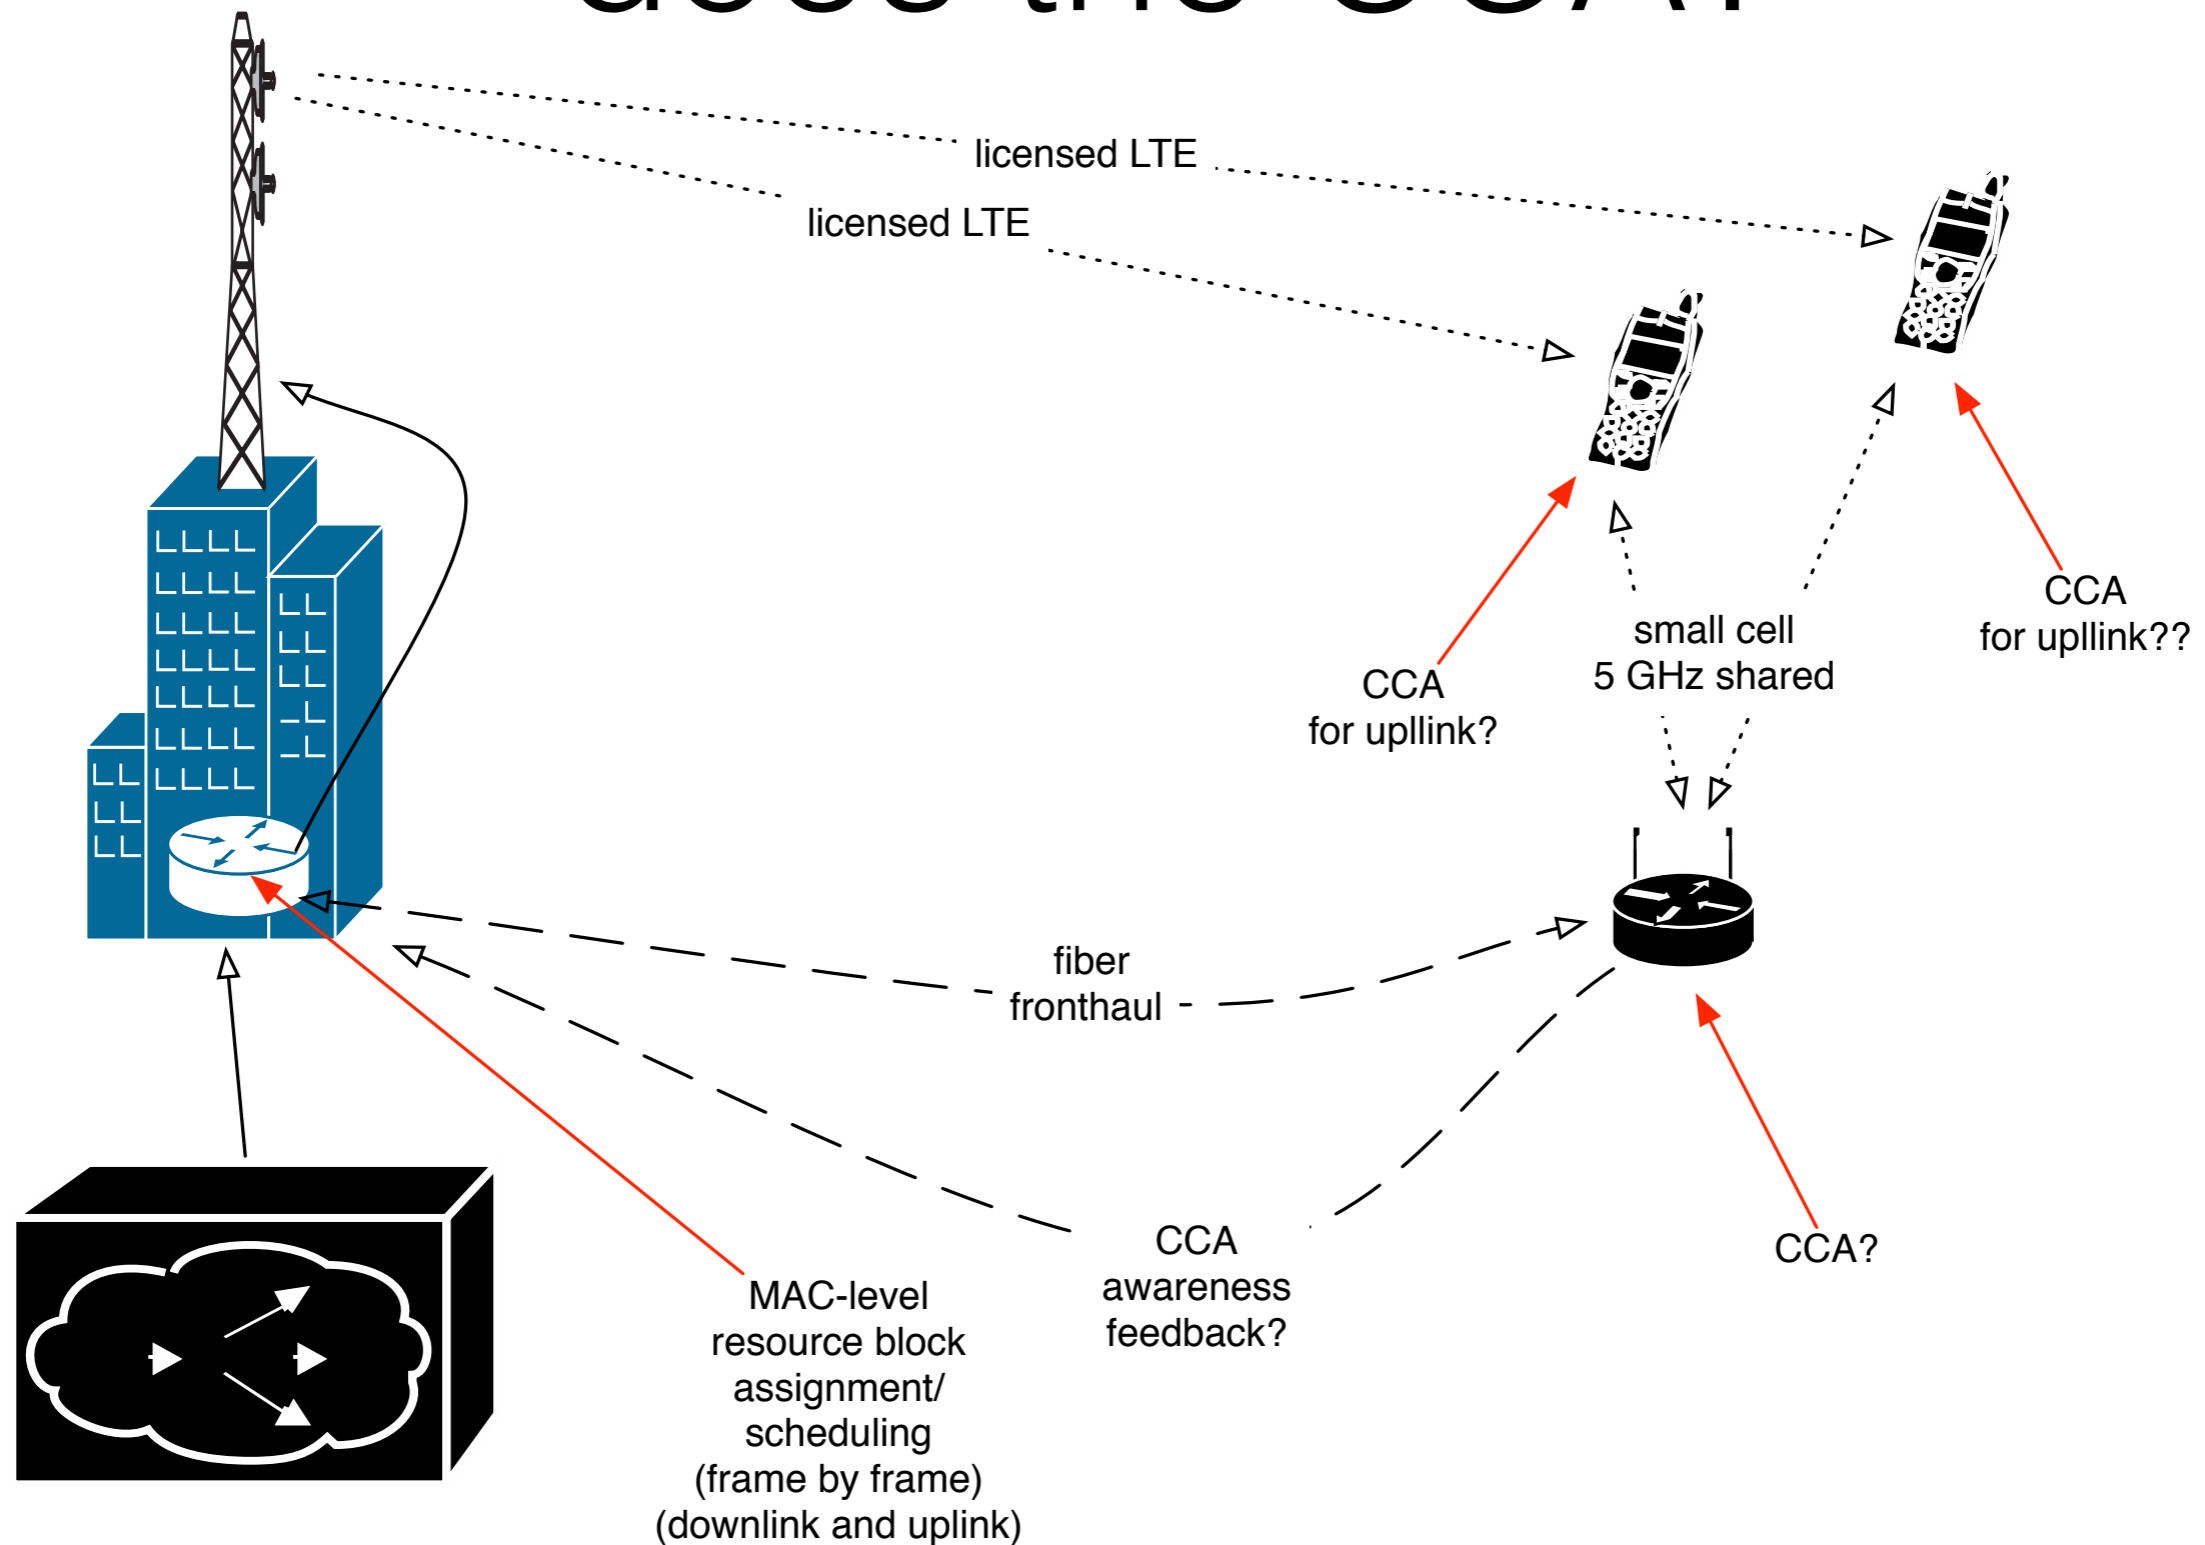 licensed LTE
licensed LTE
CCA
for upllink??
small cell
5 GHz shared
CCA
for upllink?
fiber
fronthaul
CCA
awareness
feedback?
CCA?
MAC-level
resource block
assignment/
scheduling
(frame by frame)
(downlink and uplink)